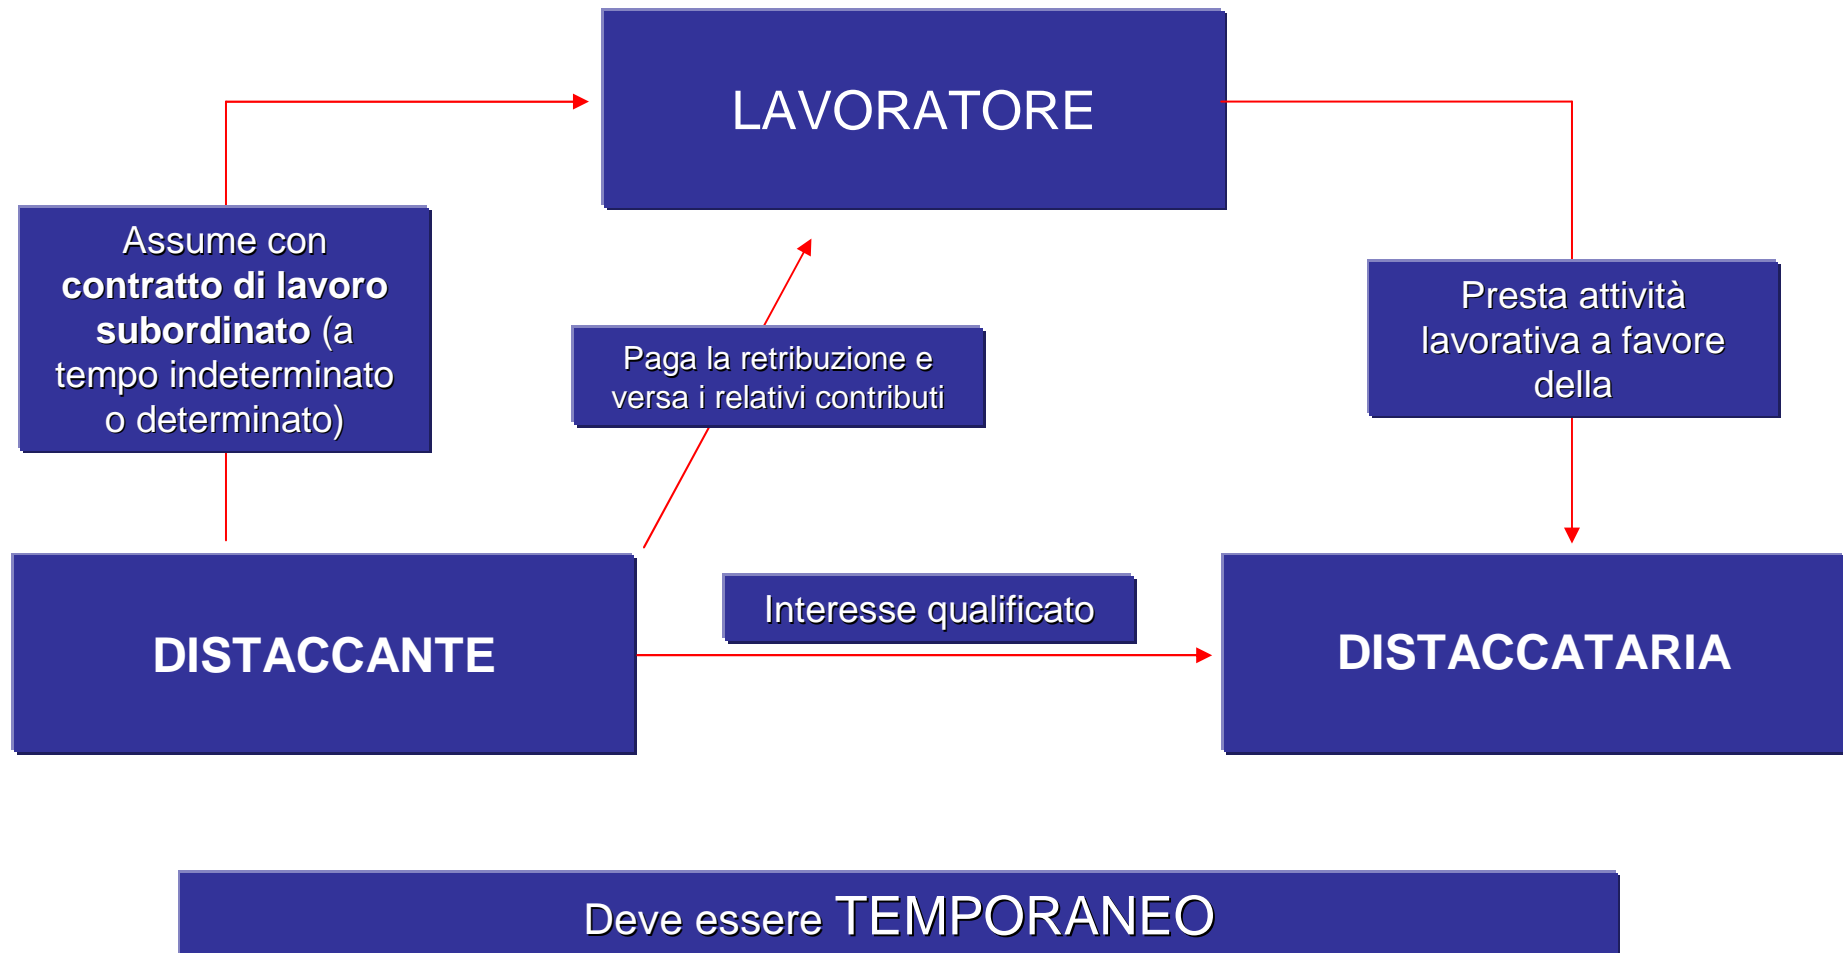 LAVORATORE
Assume con
contratto di lavoro
subordinato (a
tempo indeterminato
o determinato)
Paga la retribuzione e
versa i relativi contributi
Presta attività
lavorativa a favore
della
Interesse qualificato
DISTACCANTE
DISTACCATARIA
Deve essere TEMPORANEO